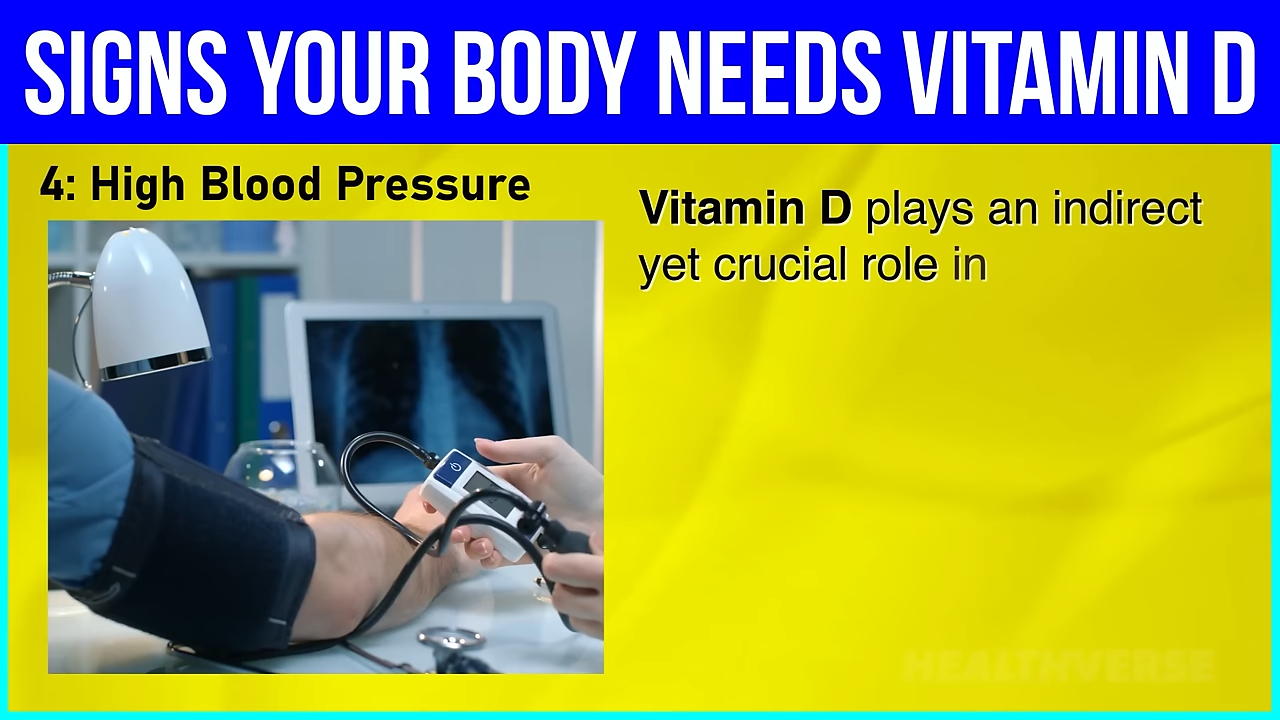 SIGNS YOUR BODY NEEDS VITAMIN D
4: High Blood Pressure
Vitamin D plays an indirect
yet crucial role in
HEALTHVERSE